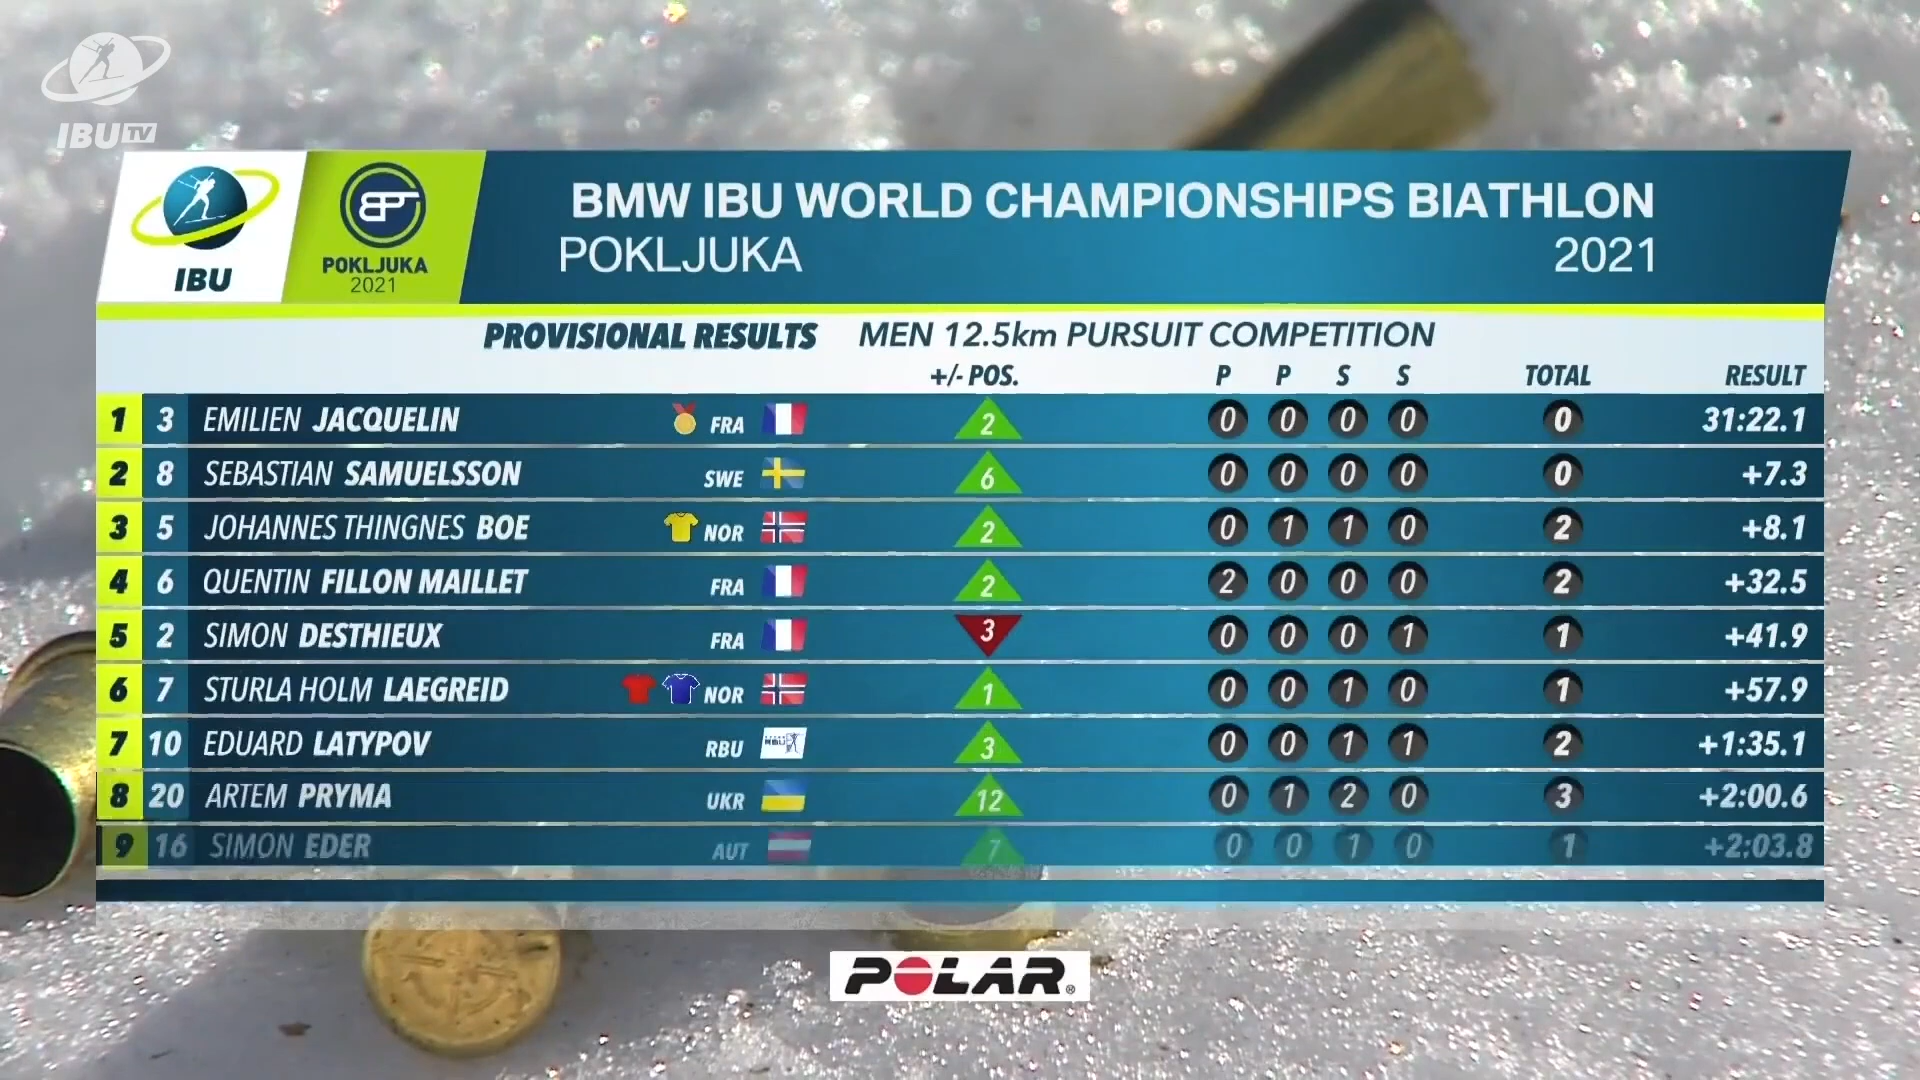 IBU TV
IBU
POKLJUKA
2021
BMW IBU WORLD CHAMPIONSHIPS BIATHLON
POKLJUKA 2021
PROVISIONAL RESULTS MEN 12.5km PURSUIT COMPETITION
+/- POS. P P S S TOTAL RESULT
1 3 EMILIEN JACQUELIN FRA 2 0 0 0 0 0 31:22.1
2 8 SEBASTIAN SAMUELSSON SWE 6 0 0 0 0 0 +7.3
3 5 JOHANNES THINGNES BOE NOR 2 0 1 1 0 2 +8.1
4 6 QUENTIN FILLON MAILLET FRA 2 2 0 0 0 2 +32.5
5 2 SIMON DESTHIEUX FRA 3 0 0 0 1 1 +41.9
6 7 STURLA HOLM LAEGREID NOR 1 0 0 1 0 1 +57.9
7 10 EDUARD LATYPOV RBU 3 0 0 1 1 2 +1:35.1
8 20 ARTEM PRYMA UKR 12 0 1 2 0 3 +2:00.6
9 16 SIMON EDER AUT 7 0 0 1 0 1 +2:03.8
POLAR